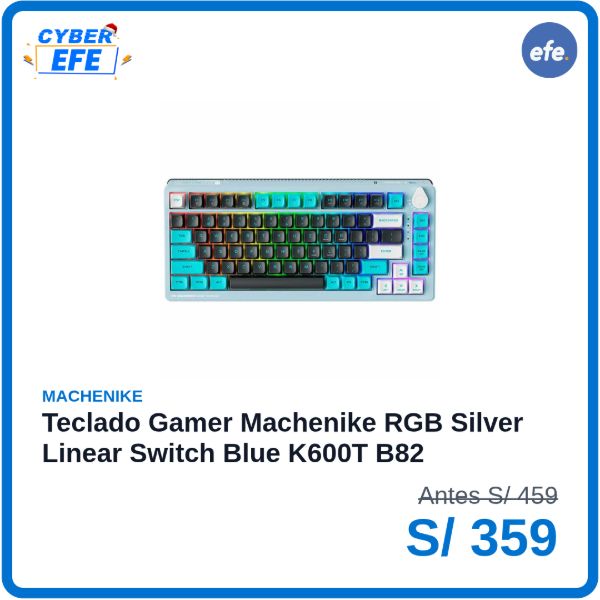 CYBER
EFE
efe.
MACHENIKE
Teclado Gamer Machenike RGB Silver
Linear Switch Blue K600T B82
Antes S/ 459
S/ 359